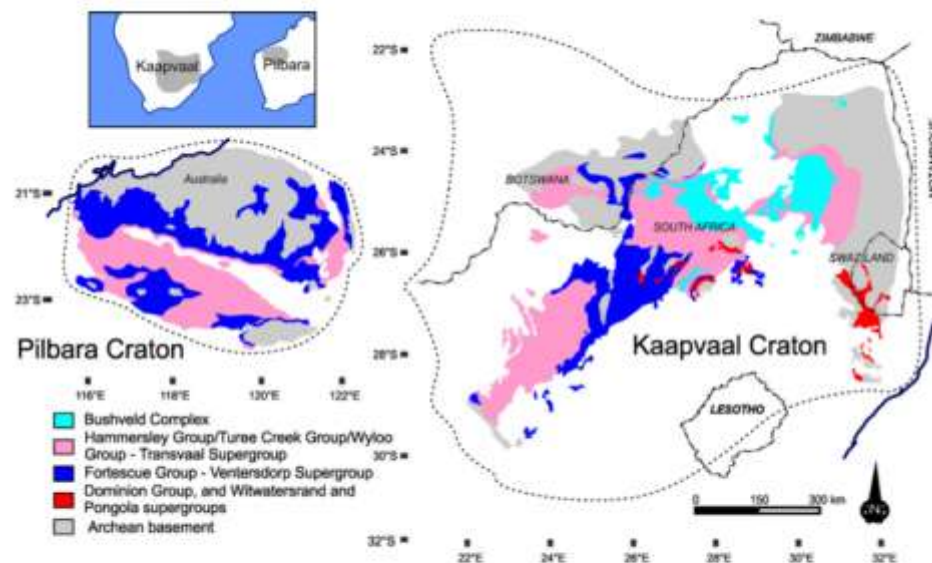 Kaapvaal
Pilbara
Australia
21°S
23°S
Pilbara Craton
116°E
118°E
120°E
122°E
Bushveld Complex
Hammersley Group/Turee Creek Group/Wyloo
Group - Transvaal Supergroup
Fortescue Group - Ventersdorp Supergroup
Dominion Group, and Witwatersrand and
Pongola supergroups
Archean basement
22°S
24°S
26°S
28°S
30°S
32°S
ZIMBABWE
MOZAMBIQUE
BOTSWANA
SOUTH AFRICA
SWAZILAND
Kaapvaal Craton
LESOTHO
0 150 300 km
N
22°E
24°E
26°E
28°E
30°E
32°E